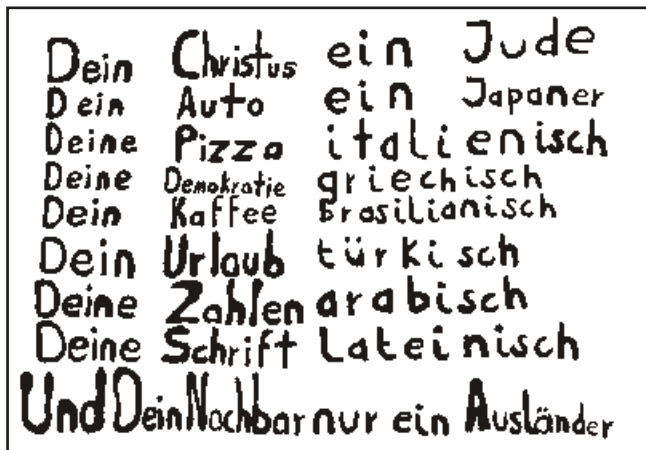 Dein Christus ein Jude
Dein Auto ein Japaner
Deine Pizza italienisch
Deine Demokratie griechisch
Dein Kaffee brasilianisch
Dein Urlaub türkisch
Deine Zahlen arabisch
Deine Schrift Lateinisch
Und Dein Nachbar nur ein Ausländer